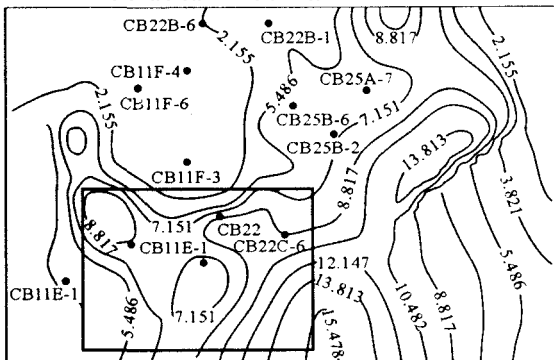 CB22B-6
CB22B-1
8.817
2.155
2.155
CB11F-4
CB25A-7
CB11F-6
2.155
5.486
CB25B-6
7.151
CB25B-2
13.813
CB11F-3
8.817
3.821
7.151
CB22
8.817
CB11E-1
CB22C-6
5.486
12.147
CB11E-1
13.813
10.482
8.817
5.486
7.151
15.478